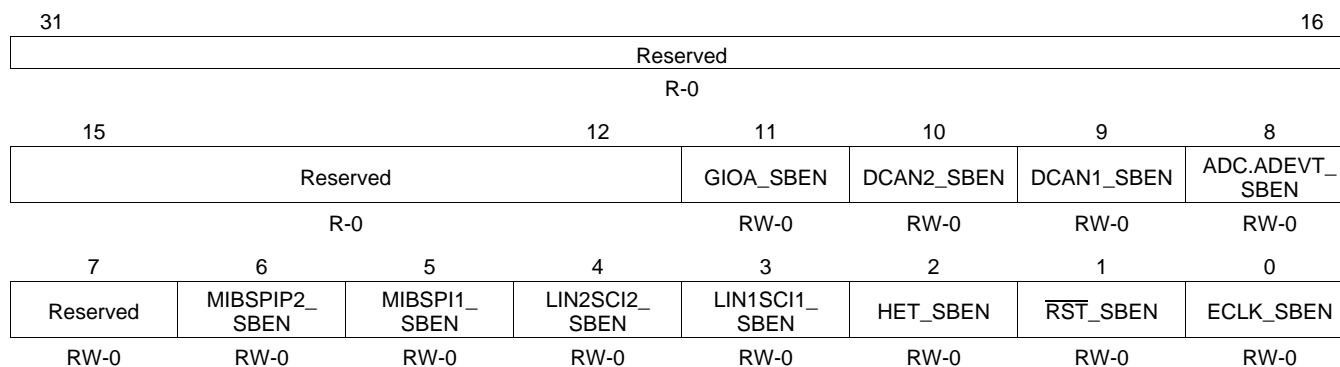 31 16
Reserved
R-0
15 12 11 10 9 8
Reserved GIOA_SBEN DCAN2_SBEN DCAN1_SBEN ADC.ADEVT_
SBEN
R-0 RW-0 RW-0 RW-0 RW-0
7 6 5 4 3 2 1 0
Reserved MIBSPIP2_
SBEN MIBSPI1_
SBEN LIN2SCI2_
SBEN LIN1SCI1_
SBEN HET_SBEN R̅S̅T̅_SBEN ECLK_SBEN
RW-0 RW-0 RW-0 RW-0 RW-0 RW-0 RW-0 RW-0